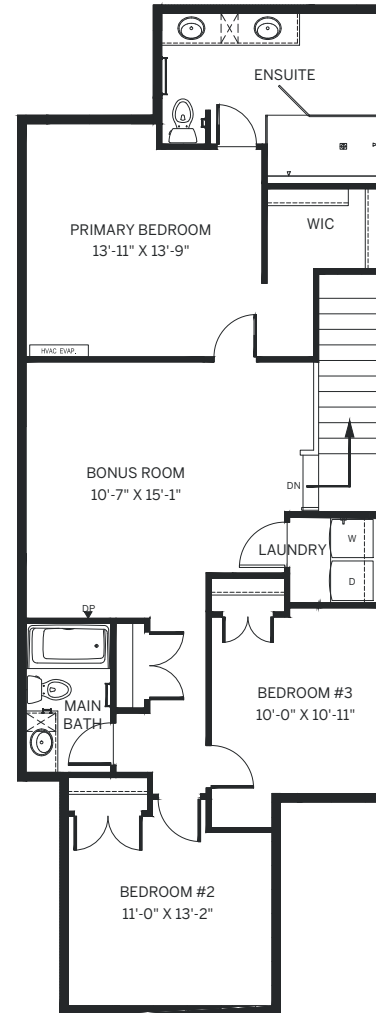 ENSUITE
PRIMARY BEDROOM
13'-11" X 13'-9"
WIC
HVAC EVAP.
BONUS ROOM
10'-7" X 15'-1"
DN
LAUNDRY
W
D
DP
MAIN
BATH
BEDROOM #3
10'-0" X 10'-11"
BEDROOM #2
11'-0" X 13'-2"